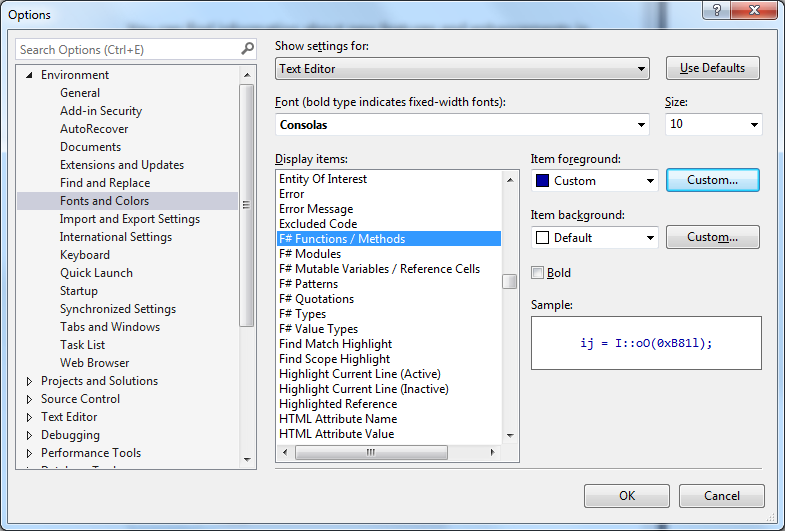 Options
Search Options (Ctrl+E)
Environment
General
Add-in Security
AutoRecover
Documents
Extensions and Updates
Find and Replace
Fonts and Colors
Import and Export Settings
International Settings
Keyboard
Quick Launch
Startup
Synchronized Settings
Tabs and Windows
Task List
Web Browser
Projects and Solutions
Source Control
Text Editor
Debugging
Performance Tools
Show settings for:
Text Editor
Use Defaults
Font (bold type indicates fixed-width fonts):
Consolas
Size:
10
Display items:
Entity Of Interest
Error
Error Message
Excluded Code
F# Functions / Methods
F# Modules
F# Mutable Variables / Reference Cells
F# Patterns
F# Quotations
F# Types
F# Value Types
Find Match Highlight
Find Scope Highlight
Highlight Current Line (Active)
Highlight Current Line (Inactive)
Highlighted Reference
HTML Attribute Name
HTML Attribute Value
Item foreground:
Custom
Custom...
Item background:
Default
Custom...
Bold
Sample:
ij = I::oO(0xB81l);
OK
Cancel